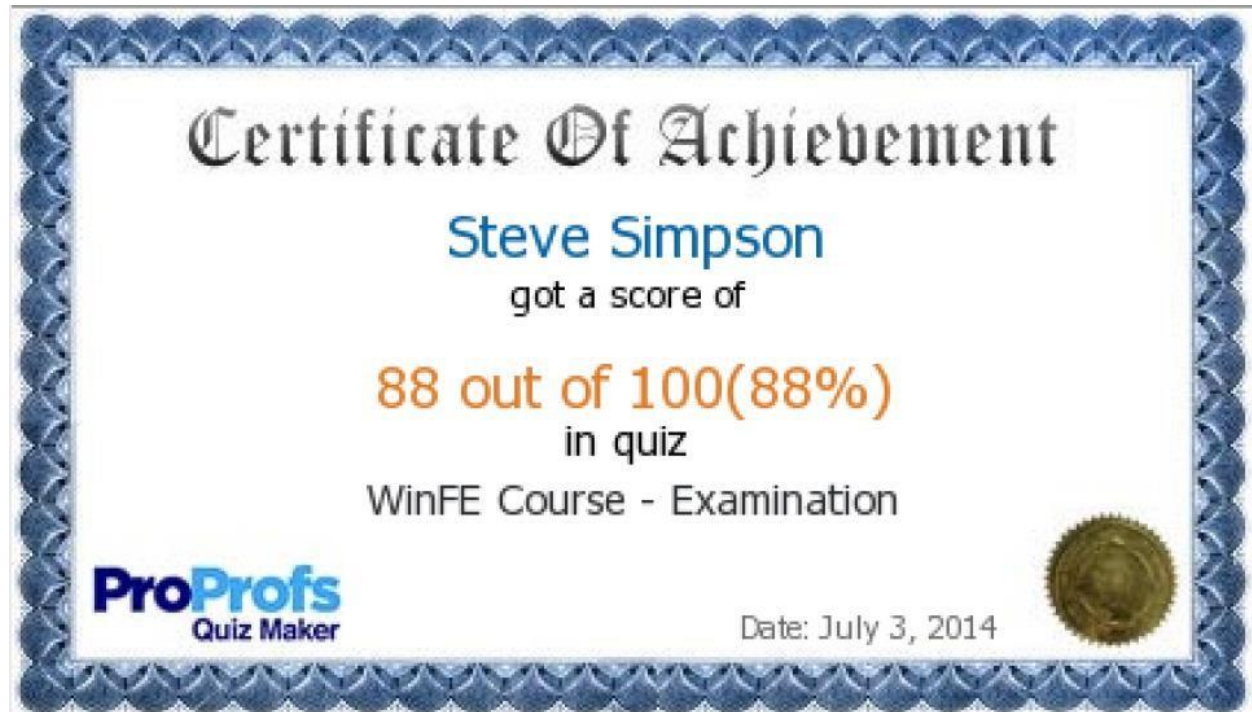 Certificate Of Achievement
Steve Simpson
got a score of
88 out of 100(88%)
in quiz
WinFE Course - Examination
ProProfs
Quiz Maker
Date: July 3, 2014